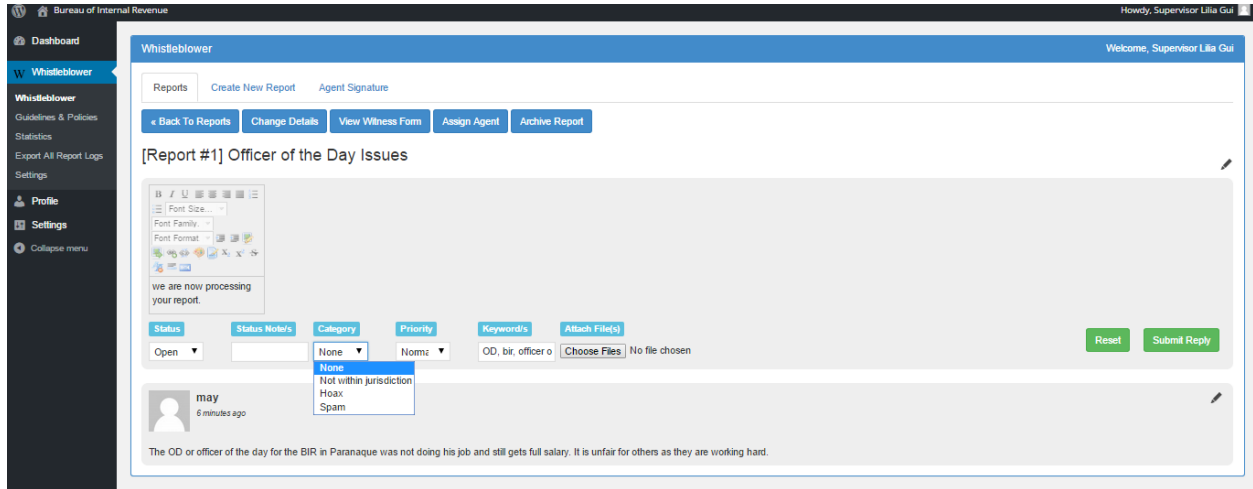 Bureau of Internal Revenue
Howdy, Supervisor Lilia Gui
Dashboard
Whistleblower
Whistleblower
Guidelines & Policies
Statistics
Export All Report Logs
Settings
Profile
Settings
Collapse menu
Whistleblower
Welcome, Supervisor Lilia Gui
Reports Create New Report Agent Signature
« Back To Reports Change Details View Witness Form Assign Agent Archive Report
[Report #1] Officer of the Day Issues
B I U
Font Size...
Font Family.
Font Format
we are now processing
your report.
Status Status Note/s Category Priority Keyword/s Attach File(s)
Open None Norma OD, bir, officer o Choose Files No file chosen
Reset Submit Reply
None
Not within jurisdiction
Hoax
Spam
may
6 minutes ago
The OD or officer of the day for the BIR in Paranaque was not doing his job and still gets full salary. It is unfair for others as they are working hard.